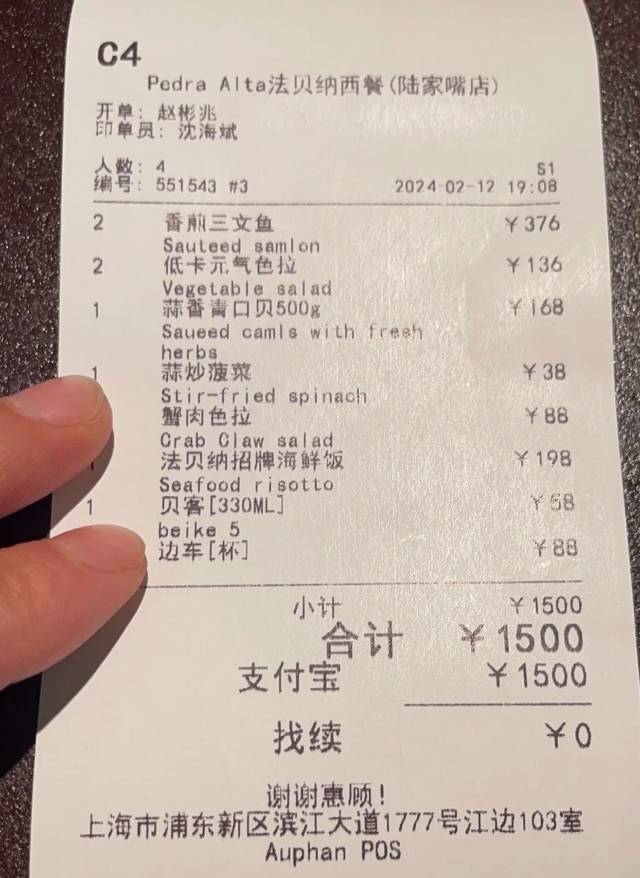 C4
Pedra Alta法贝纳西餐(陆家嘴店)
开单: 赵彬兆
印单员: 沈海斌
人数: 4 S1
编号: 551543 #3 2024-02-12 19:08
2 香煎三文鱼 ￥376
Sauteed samlon
2 低卡元气色拉 ￥136
Vegetable salad
1 蒜香青口贝500g ￥168
Saueed camls with fresh
herbs
1 蒜炒菠菜 ￥38
Stir-fried spinach
蟹肉色拉 ￥88
Crab Claw salad
法贝纳招牌海鲜饭 ￥198
Seafood risotto
1 贝客[330ML] ￥58
beike 5
边车[杯] ￥88
小计 ￥1500
合计 ￥1500
支付宝 ￥1500
找续 ￥0
谢谢惠顾!
上海市浦东新区滨江大道1777号江边103室
Auphan POS